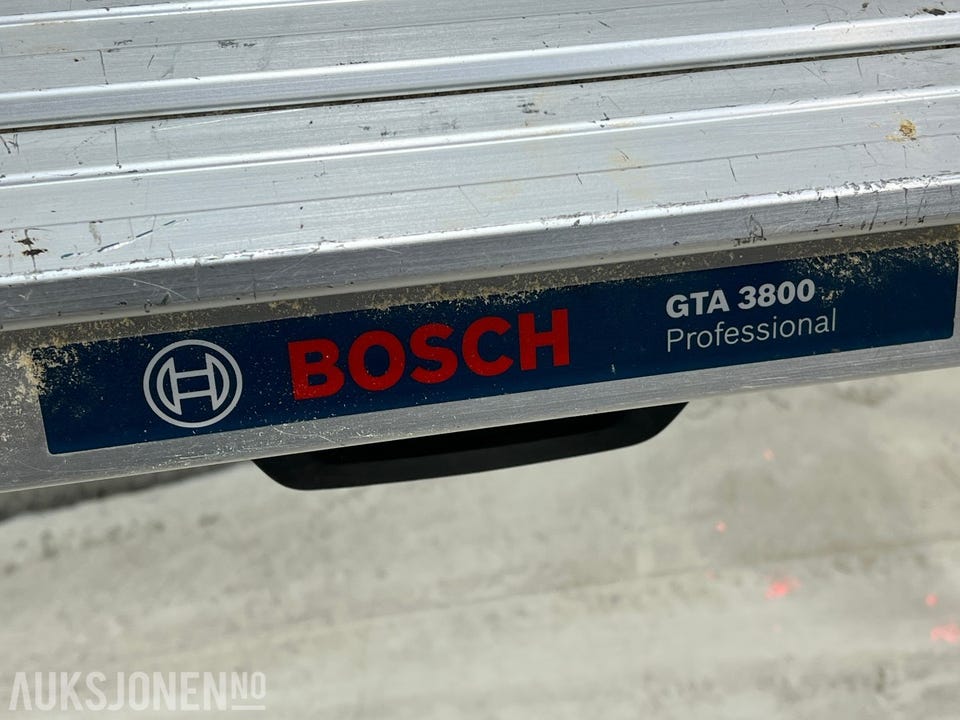 BOSCH
GTA 3800
Professional
AUKSJONEN.NO